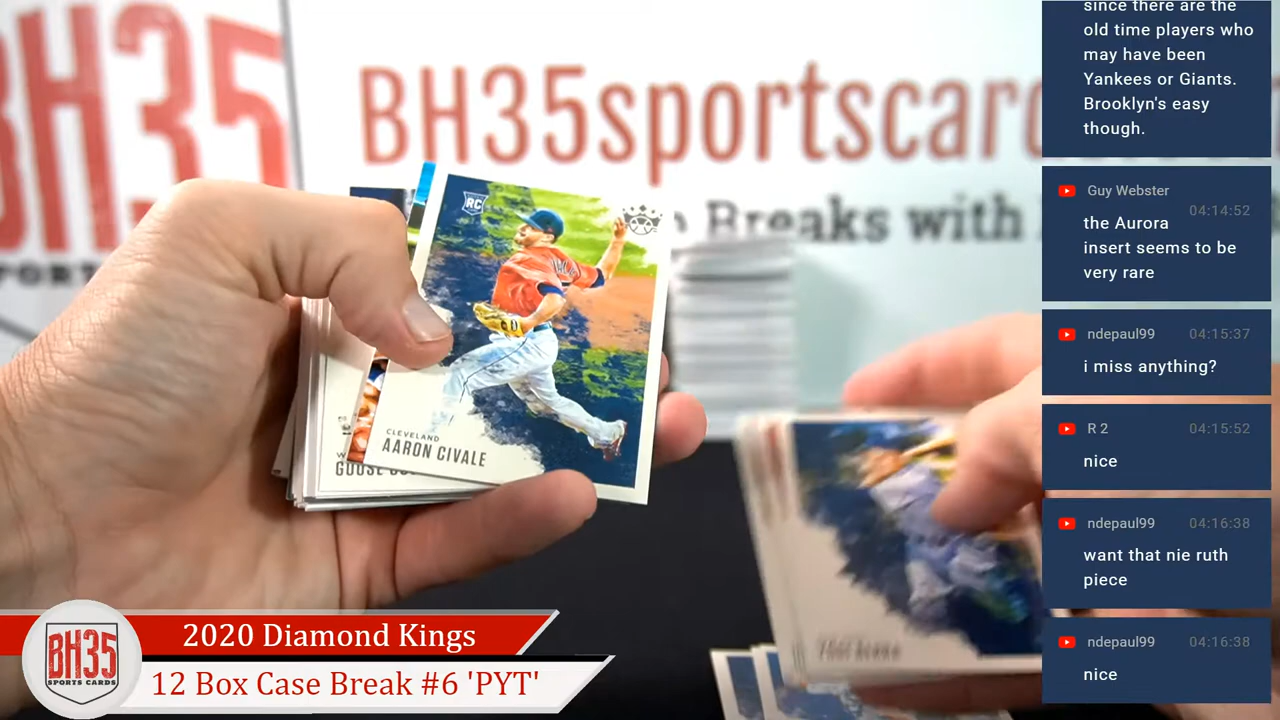 BH35
SPORTS
BH35sportscar
Breaks with
RC
CLEVELAND
AARON CIVALE
GOOSE
BH35
SPORTS CARDS
2020 Diamond Kings
12 Box Case Break #6 'PYT'
since there are the
old time players who
may have been
Yankees or Giants.
Brooklyn's easy
though.
Guy Webster
04:14:52
the Aurora
insert seems to be
very rare
ndepaul99 04:15:37
i miss anything?
R 2 04:15:52
nice
ndepaul99 04:16:38
want that nie ruth
piece
ndepaul99 04:16:38
nice